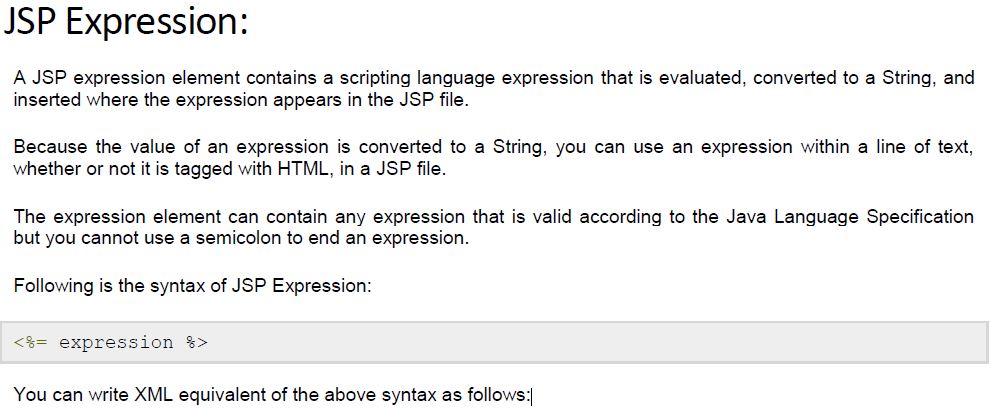 JSP Expression:
A JSP expression element contains a scripting language expression that is evaluated, converted to a String, and
inserted where the expression appears in the JSP file.
Because the value of an expression is converted to a String, you can use an expression within a line of text,
whether or not it is tagged with HTML, in a JSP file.
The expression element can contain any expression that is valid according to the Java Language Specification
but you cannot use a semicolon to end an expression.
Following is the syntax of JSP Expression:
<%= expression %>
You can write XML equivalent of the above syntax as follows: